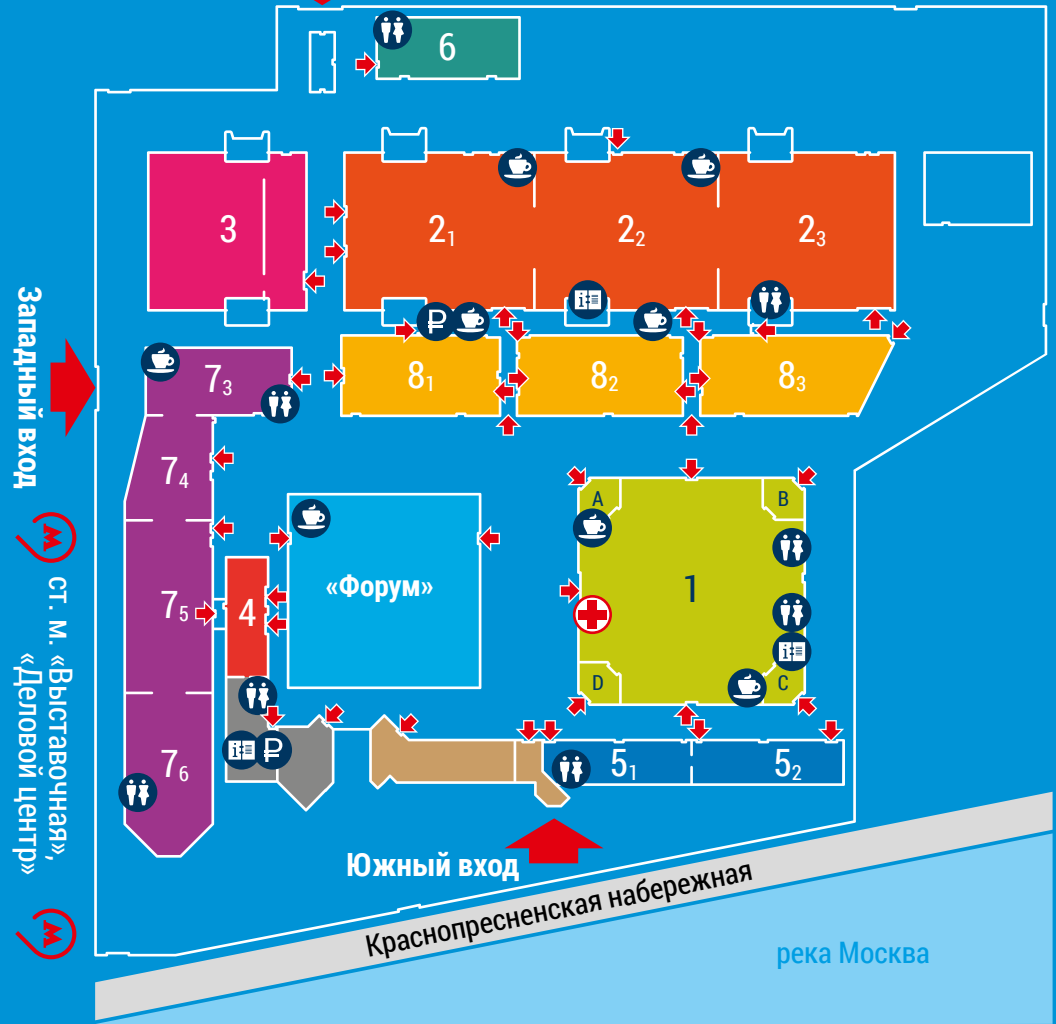 6
3
2₁
2₂
2₃
i
₽
8₁
8₂
8₃
7₃
7₄
7₅
7₆
4
«Форум»
A
B
1
D
C
i
i
₽
5₁
5₂
Западный вход
М
ст. м. «Выставочная»,
«Деловой центр»
М
Южный вход
Краснопресненская набережная
река Москва